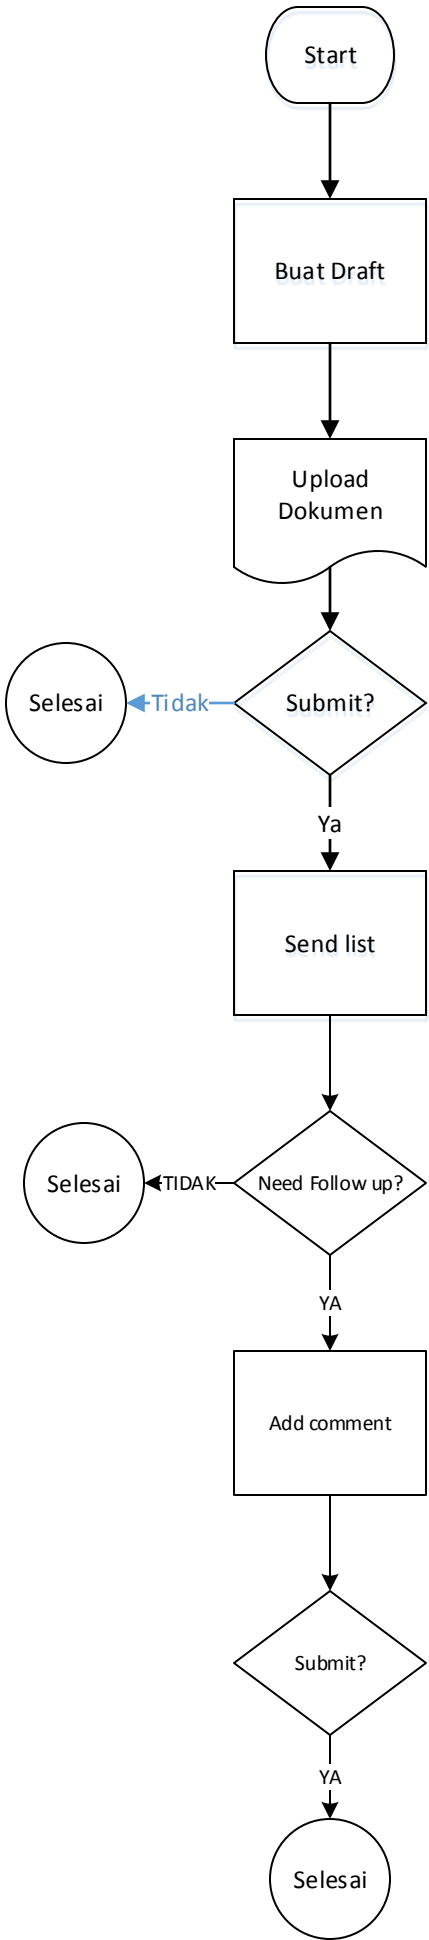 Start
Buat Draft
Upload
Dokumen
Submit?
Tidak
Selesai
Ya
Send list
Need Follow up?
TIDAK
Selesai
YA
Add comment
Submit?
YA
Selesai